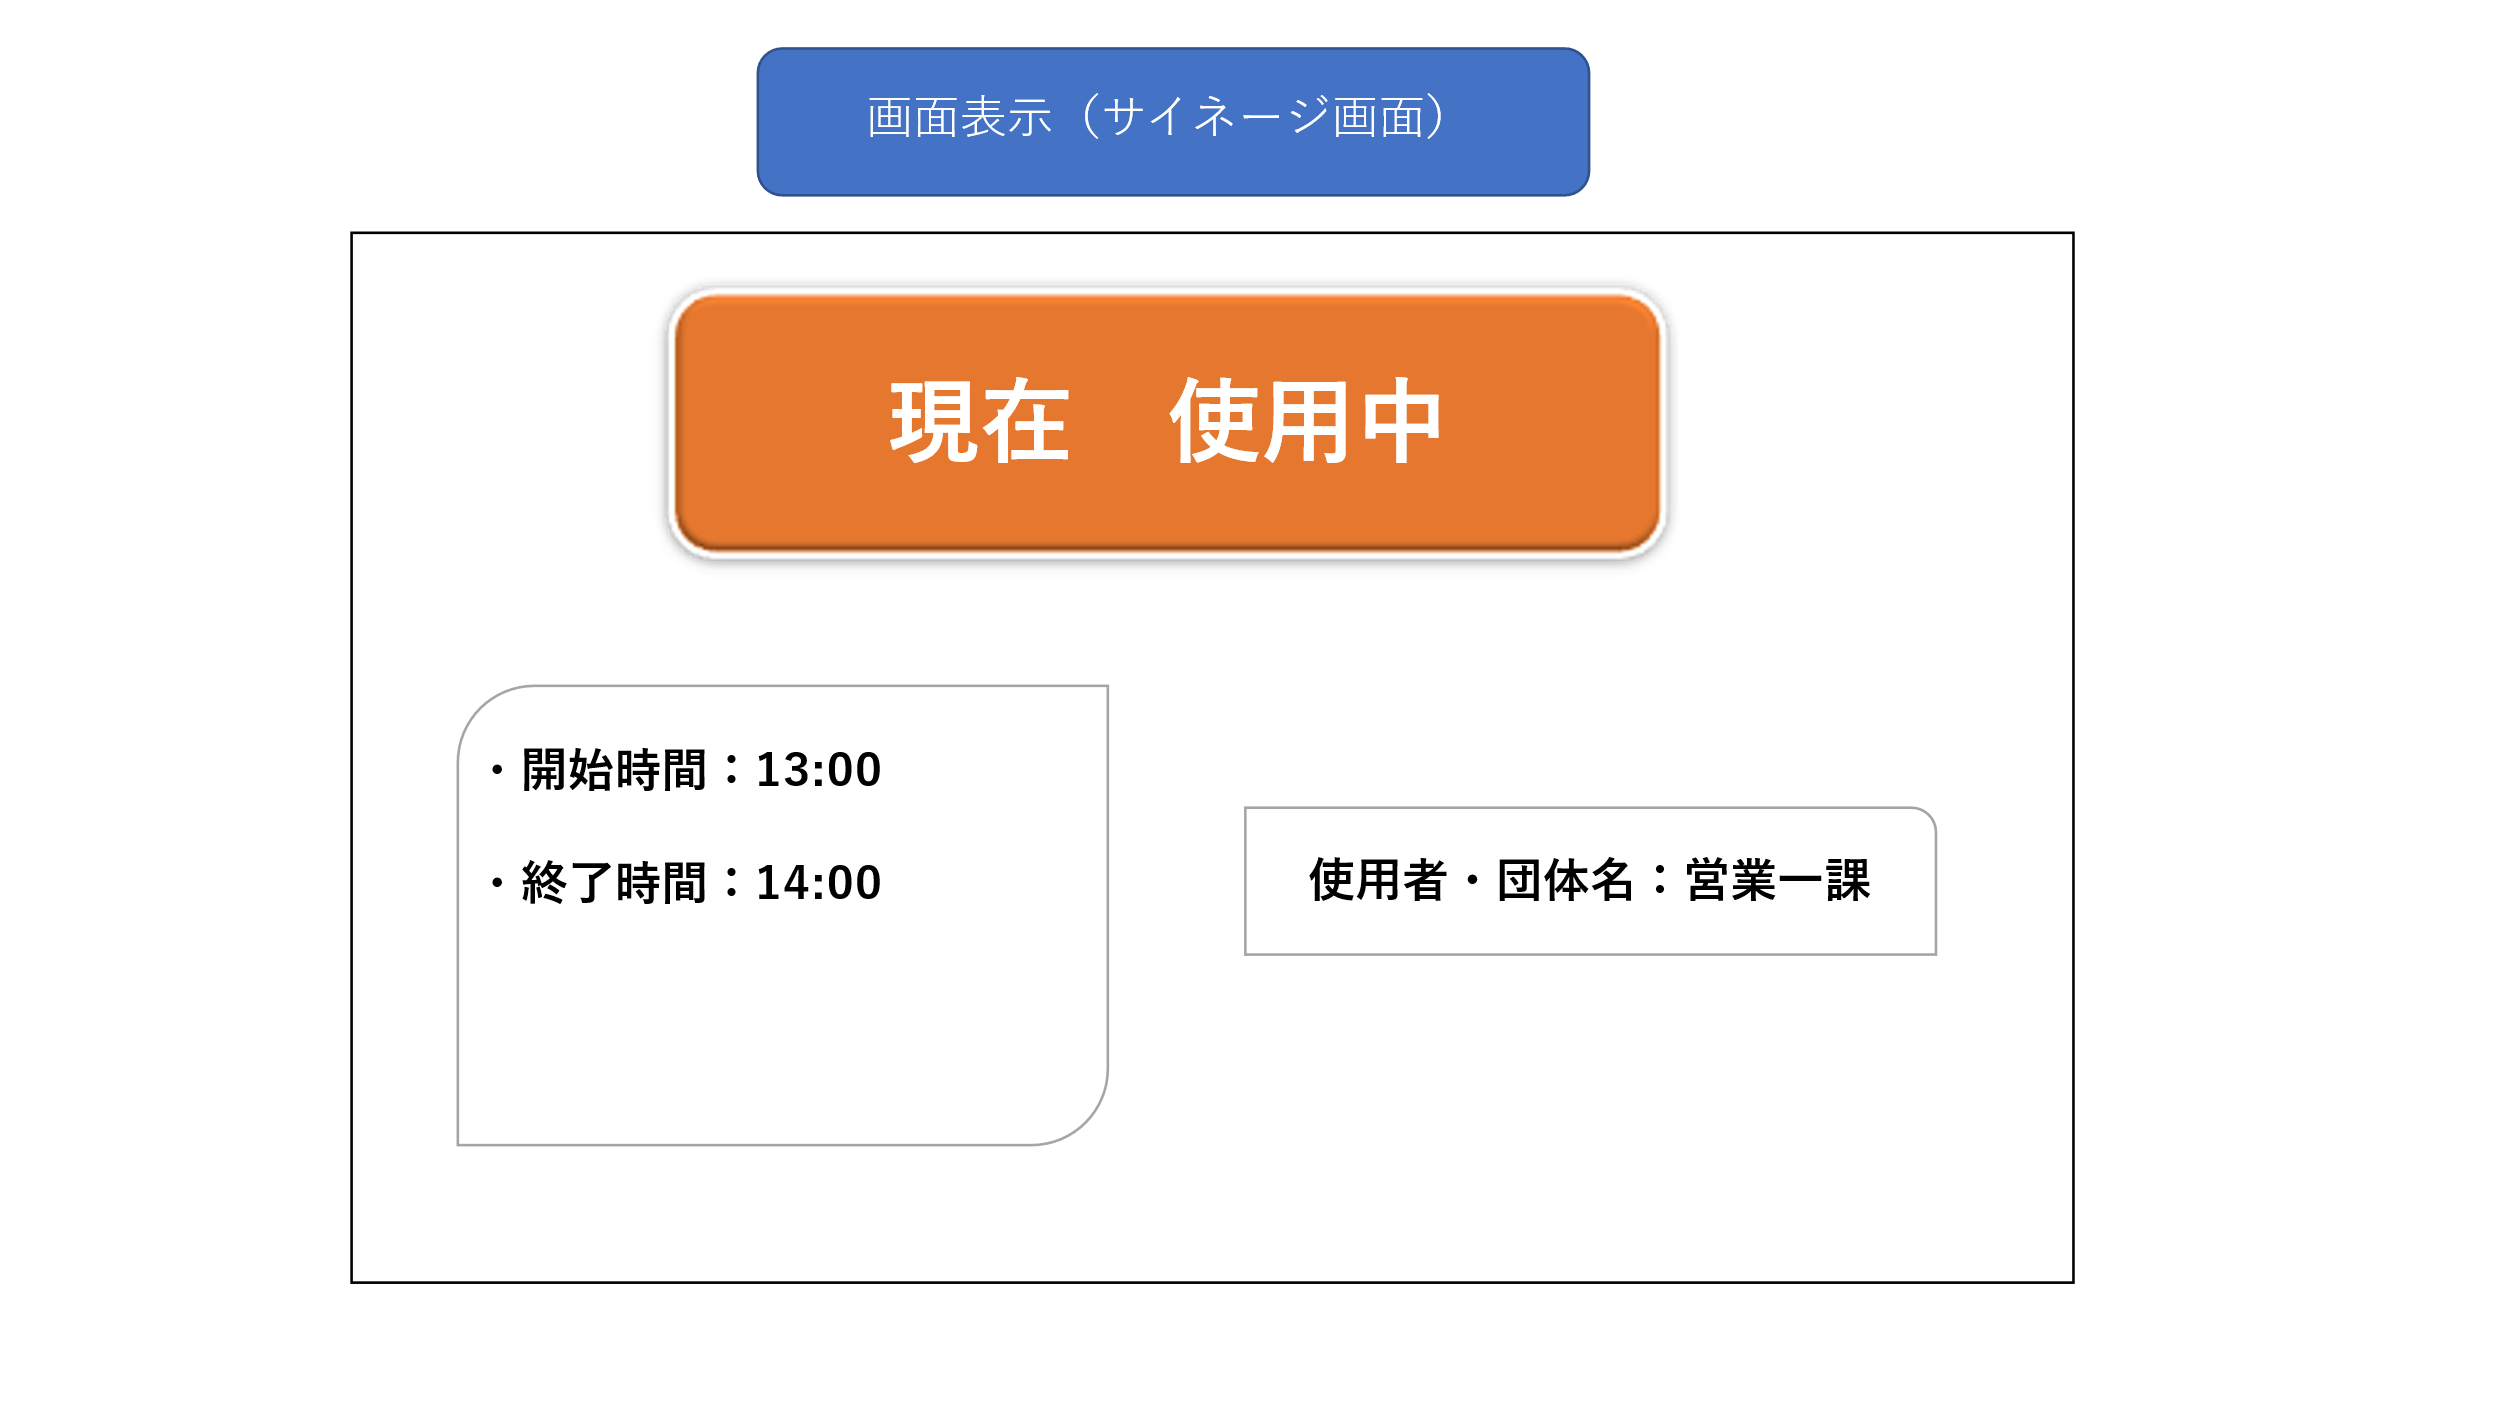 画面表示（サイネージ画面）
現在　使用中
・開始時間：13:00
・終了時間：14:00
使用者・団体名：営業一課